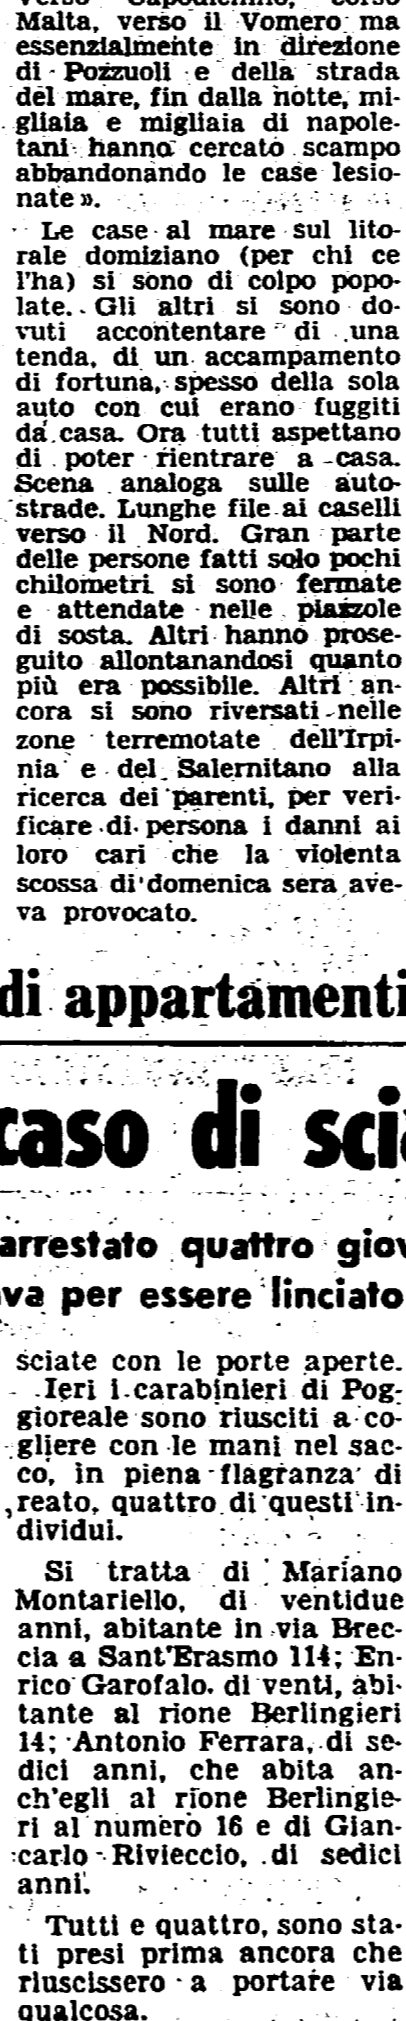 verso Capodichino, corso
Malta, verso il Vomero ma
essenzialmente in direzione
di Pozzuoli e della strada
del mare, fin dalla notte, mi-
gliaia e migliaia di napole-
tani hanno cercato scampo
abbandonando le case lesio-
nate».
Le case al mare sul lito-
rale domiziano (per chi ce
l'ha) si sono di colpo popo-
late. Gli altri si sono do-
vuti accontentare di una
tenda, di un accampamento
di fortuna, spesso della sola
auto con cui erano fuggiti
da casa. Ora tutti aspettano
di poter rientrare a casa.
Scena analoga sulle auto-
strade. Lunghe file ai caselli
verso il Nord. Gran parte
delle persone fatti solo pochi
chilometri si sono fermate
e attendate nelle piazzole
di sosta. Altri hanno prose-
guito allontanandosi quanto
più era possibile. Altri an-
cora si sono riversati nelle
zone terremotate dell'Irpi-
nia e del Salernitano alla
ricerca dei parenti, per veri-
ficare di persona i danni ai
loro cari che la violenta
scossa di domenica sera ave-
va provocato.
di appartamenti
caso di scia
arrestato quattro giov
va per essere linciato
sciate con le porte aperte.
Ieri i carabinieri di Pog-
gioreale sono riusciti a co-
gliere con le mani nel sac-
co, in piena flagranza di
reato, quattro di questi in-
dividui.
Si tratta di Mariano
Montariello, di ventidue
anni, abitante in via Brec-
cia a Sant'Erasmo 114; En-
rico Garofalo. di venti, abi-
tante al rione Berlingieri
14; Antonio Ferrara, di se-
dici anni, che abita an-
ch'egli al rione Berlingie-
ri al numero 16 e di Gian-
carlo Rivieccio, di sedici
anni.
Tutti e quattro, sono sta-
ti presi prima ancora che
riuscissero a portare via
qualcosa.